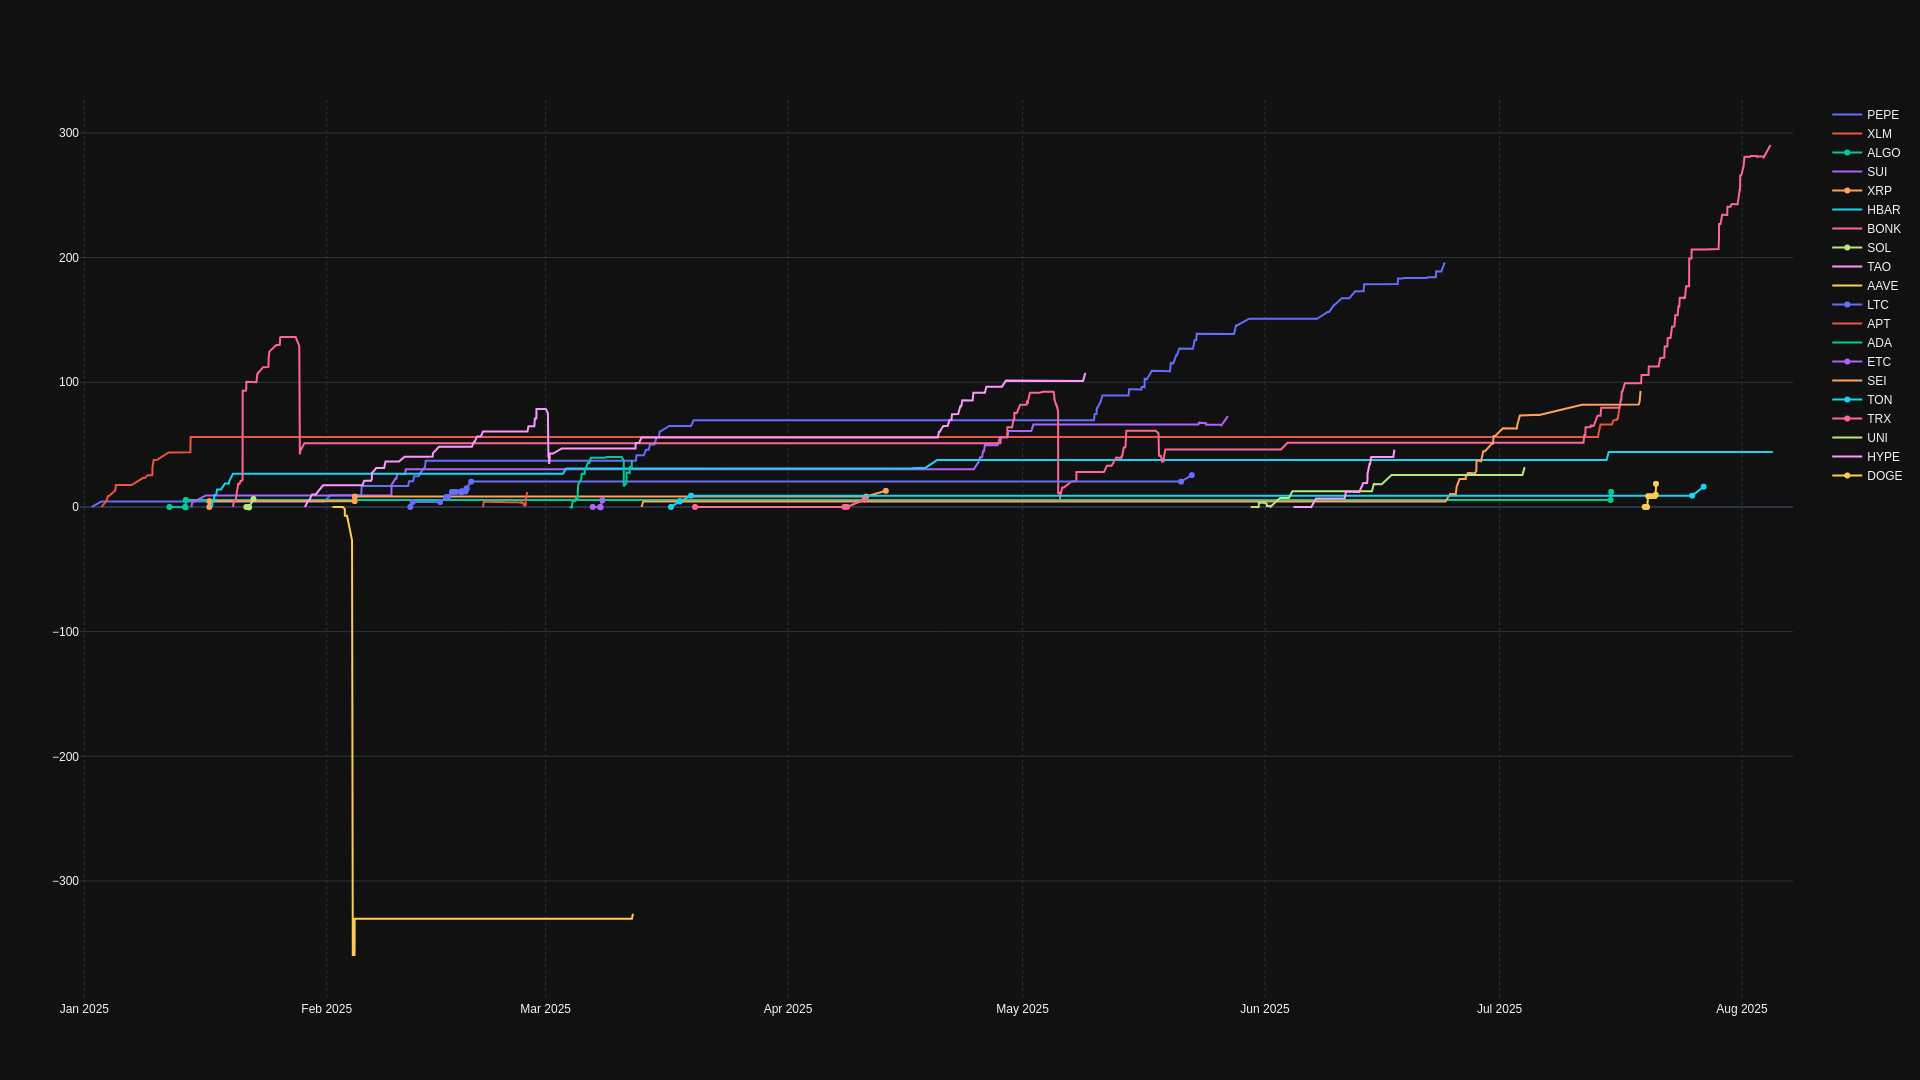 300
200
100
0
−100
−200
−300
Jan 2025
Feb 2025
Mar 2025
Apr 2025
May 2025
Jun 2025
Jul 2025
Aug 2025
PEPE
XLM
ALGO
SUI
XRP
HBAR
BONK
SOL
TAO
AAVE
LTC
APT
ADA
ETC
SEI
TON
TRX
UNI
HYPE
DOGE